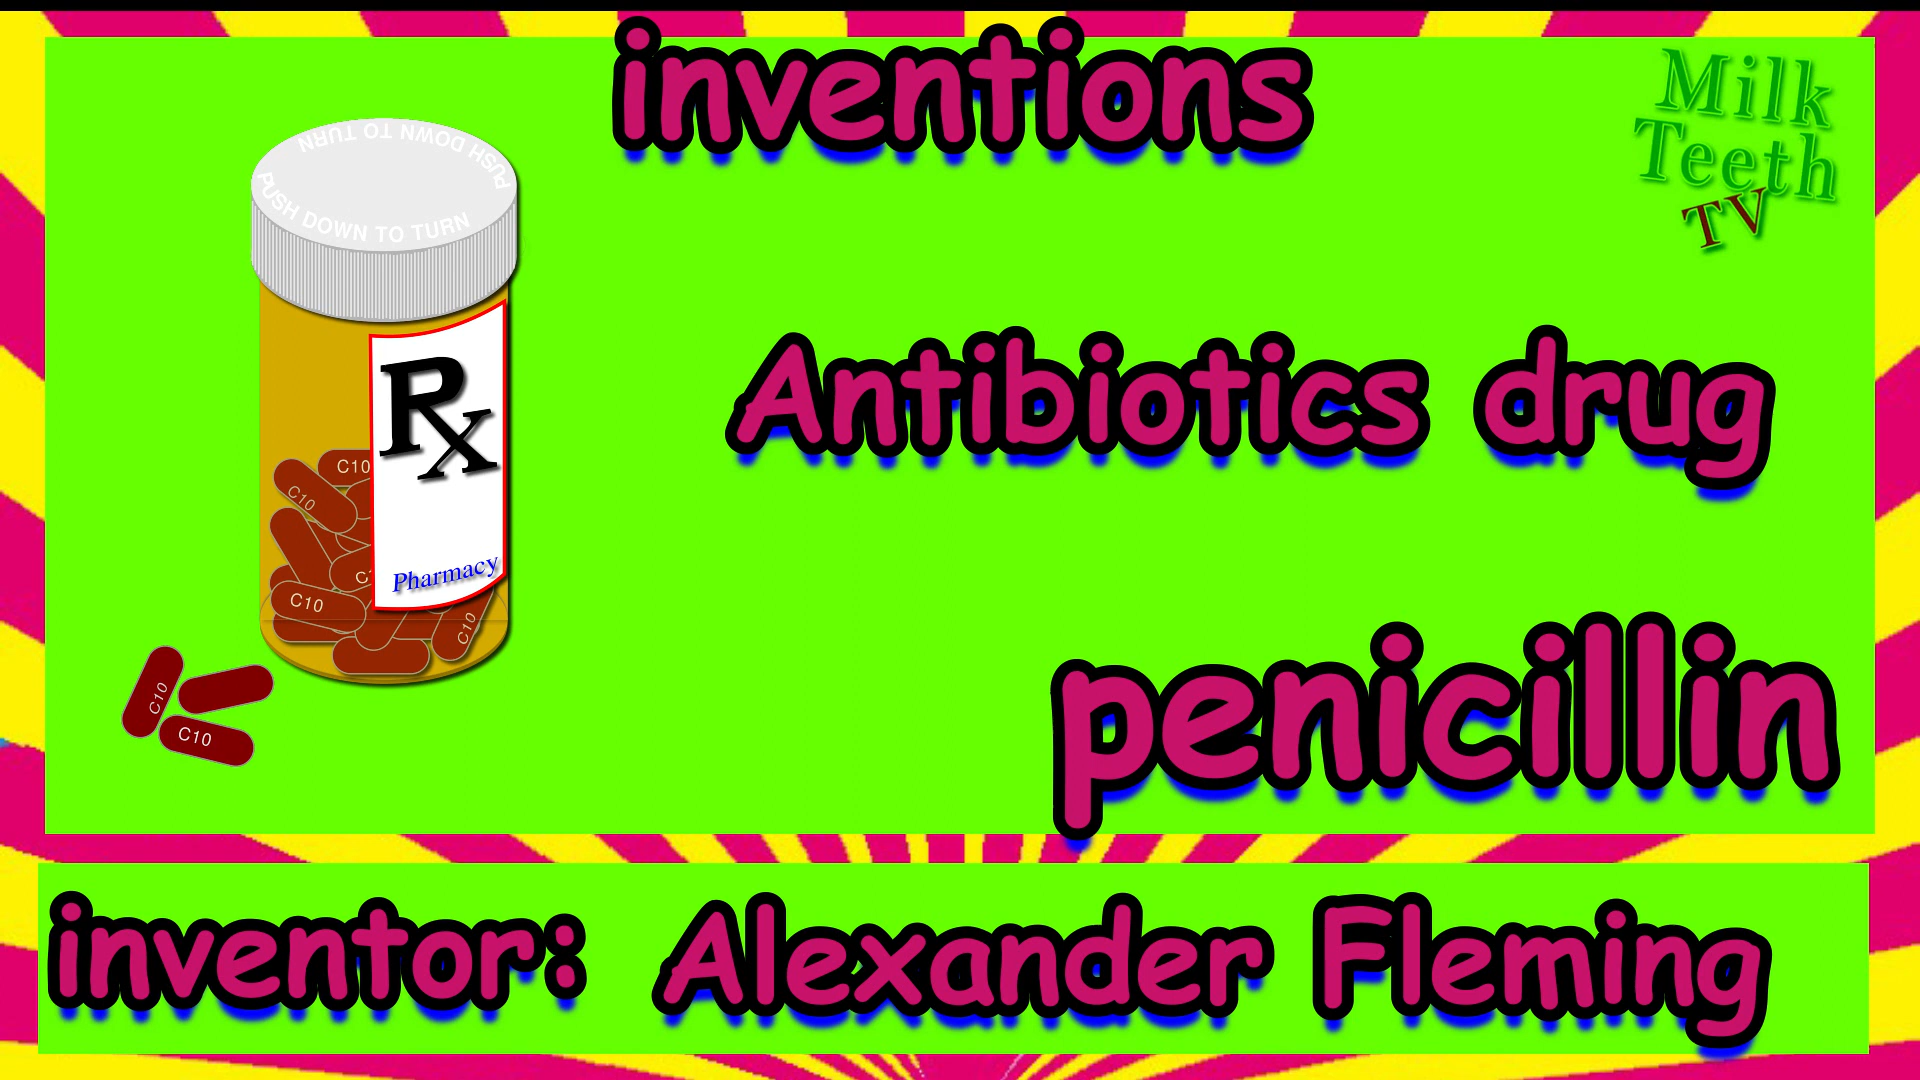 inventions
Milk
Teeth
TV
PUSH DOWN TO TURN
PUSH DOWN TO TURN
Antibiotics drug
Rx
C10
C10
C10
C10
Pharmacy
C10
penicillin
C10
C10
inventor: Alexander Fleming